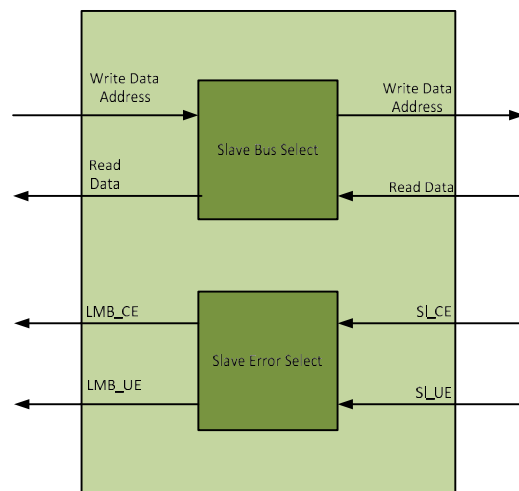 Write Data
Address
Write Data
Address
Slave Bus Select
Read
Data
Read Data
LMB_CE
Sl_CE
Slave Error Select
LMB_UE
Sl_UE